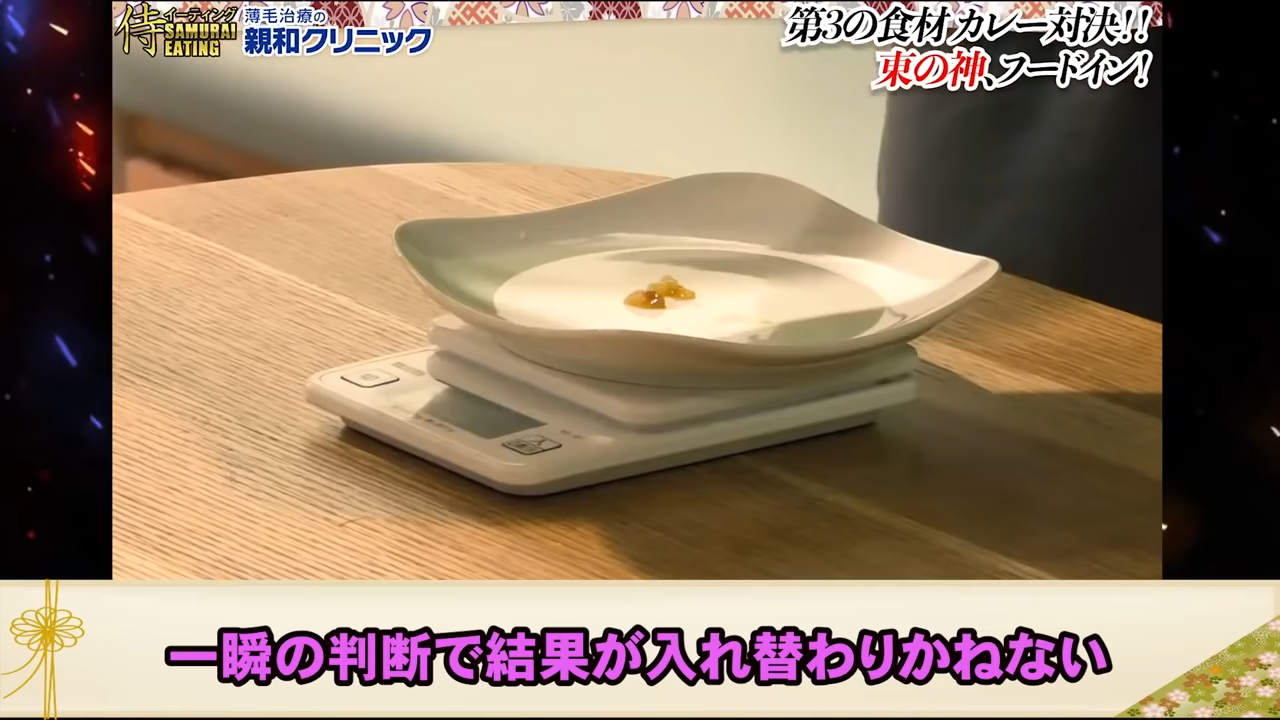 侍イーティング
SAMURAI
EATING
薄毛治療の
親和クリニック
第3の食材 カレー対決!!
東の神、フードイン!
一瞬の判断で結果が入れ替わりかねない